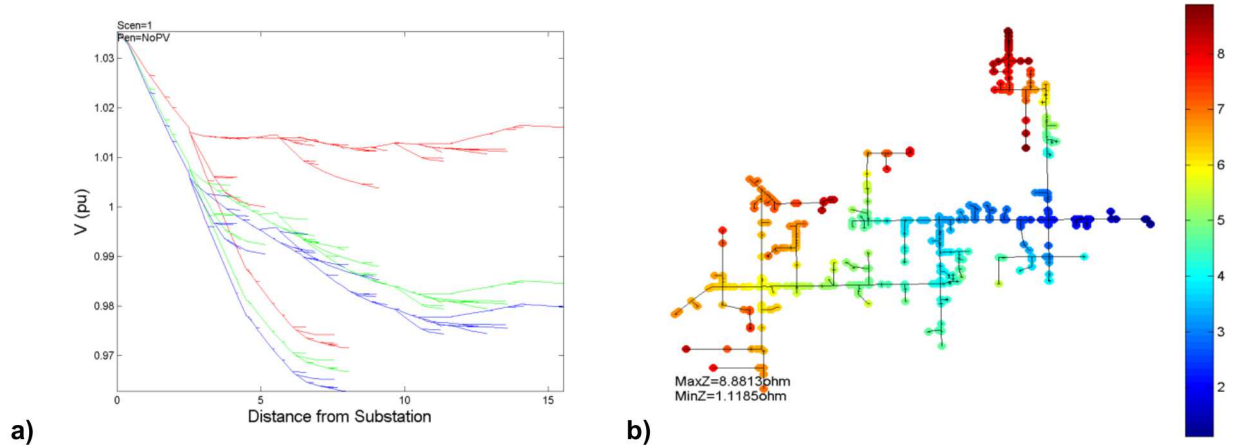 Scen=1
Pen=NoPV
1.03
1.02
1.01
1
0.99
0.98
0.97
V (pu)
0
5
10
15
Distance from Substation
a)
MaxZ=8.8813ohm
MinZ=1.1185ohm
8
7
6
5
4
3
2
b)